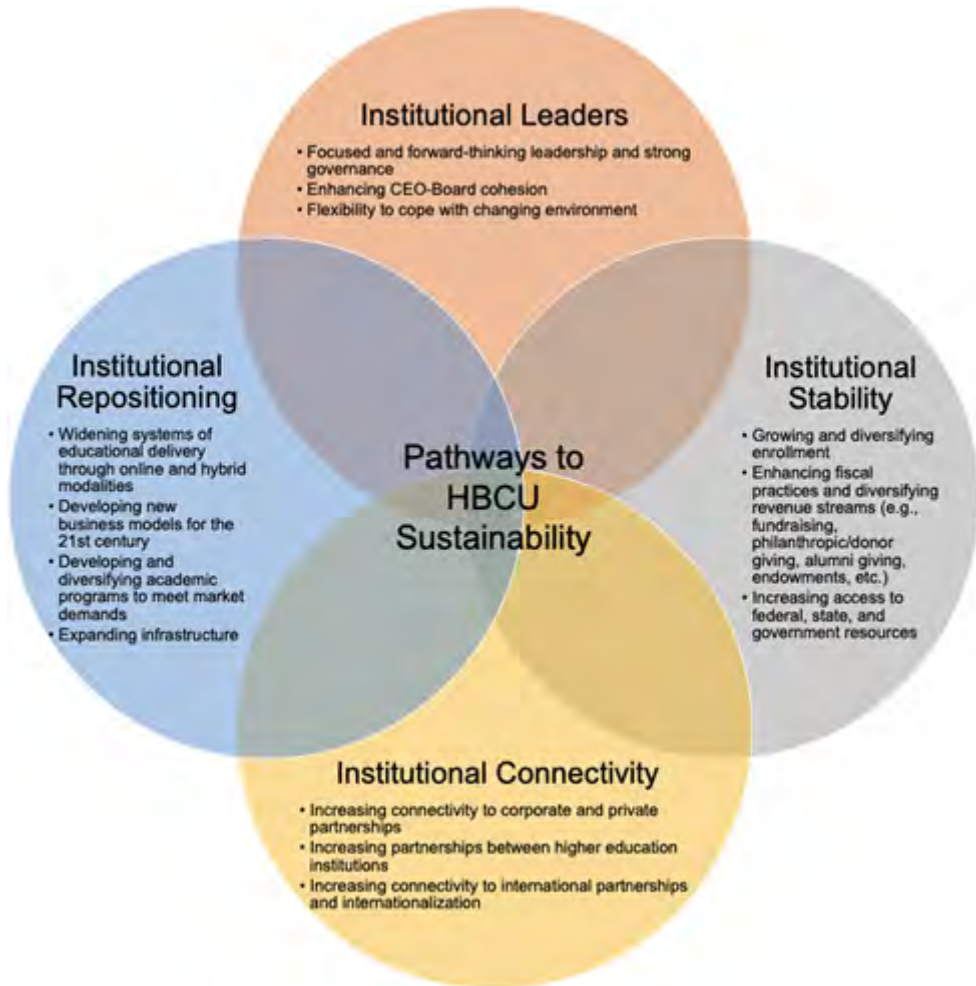 Institutional Leaders
• Focused and forward-thinking leadership and strong
governance
• Enhancing CEO-Board cohesion
• Flexibility to cope with changing environment
Institutional
Repositioning
• Widening systems of
educational delivery
through online and hybrid
modalities
• Developing new
business models for the
21st century
• Developing and
diversifying academic
programs to meet market
demands
• Expanding infrastructure
Pathways to
HBCU
Sustainability
Institutional
Stability
• Growing and diversifying
enrollment
• Enhancing fiscal
practices and diversifying
revenue streams (e.g.,
fundraising,
philanthropic/donor
giving, alumni giving,
endowments, etc.)
• Increasing access to
federal, state, and
government resources
Institutional Connectivity
• Increasing connectivity to corporate and private
partnerships
• Increasing partnerships between higher education
institutions
• Increasing connectivity to international partnerships
and internationalization